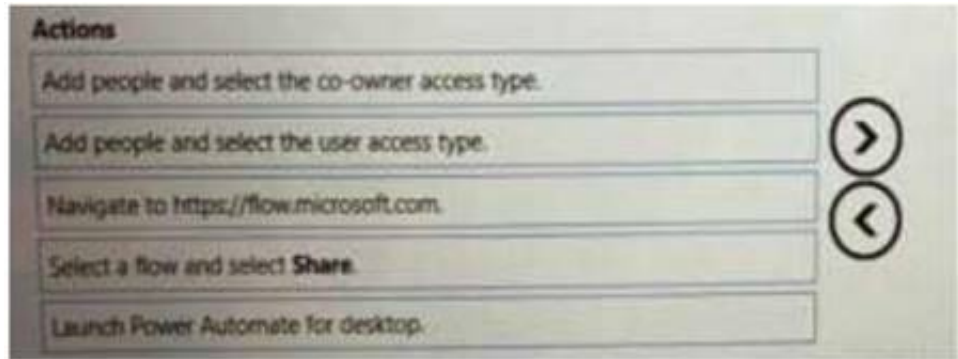 Actions
Add people and select the co-owner access type.
Add people and select the user access type.
Navigate to https://flow.microsoft.com.
Select a flow and select Share.
Launch Power Automate for desktop.